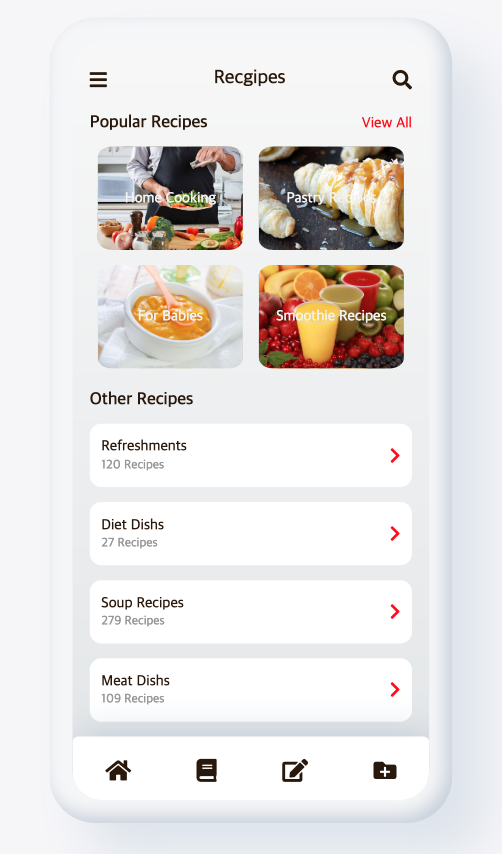 Recgipes
Popular Recipes
View All
Home Cooking
Pastry Recipes
For Babies
Smoothie Recipes
Other Recipes
Refreshments
120 Recipes
Diet Dishs
27 Recipes
Soup Recipes
279 Recipes
Meat Dishs
109 Recipes